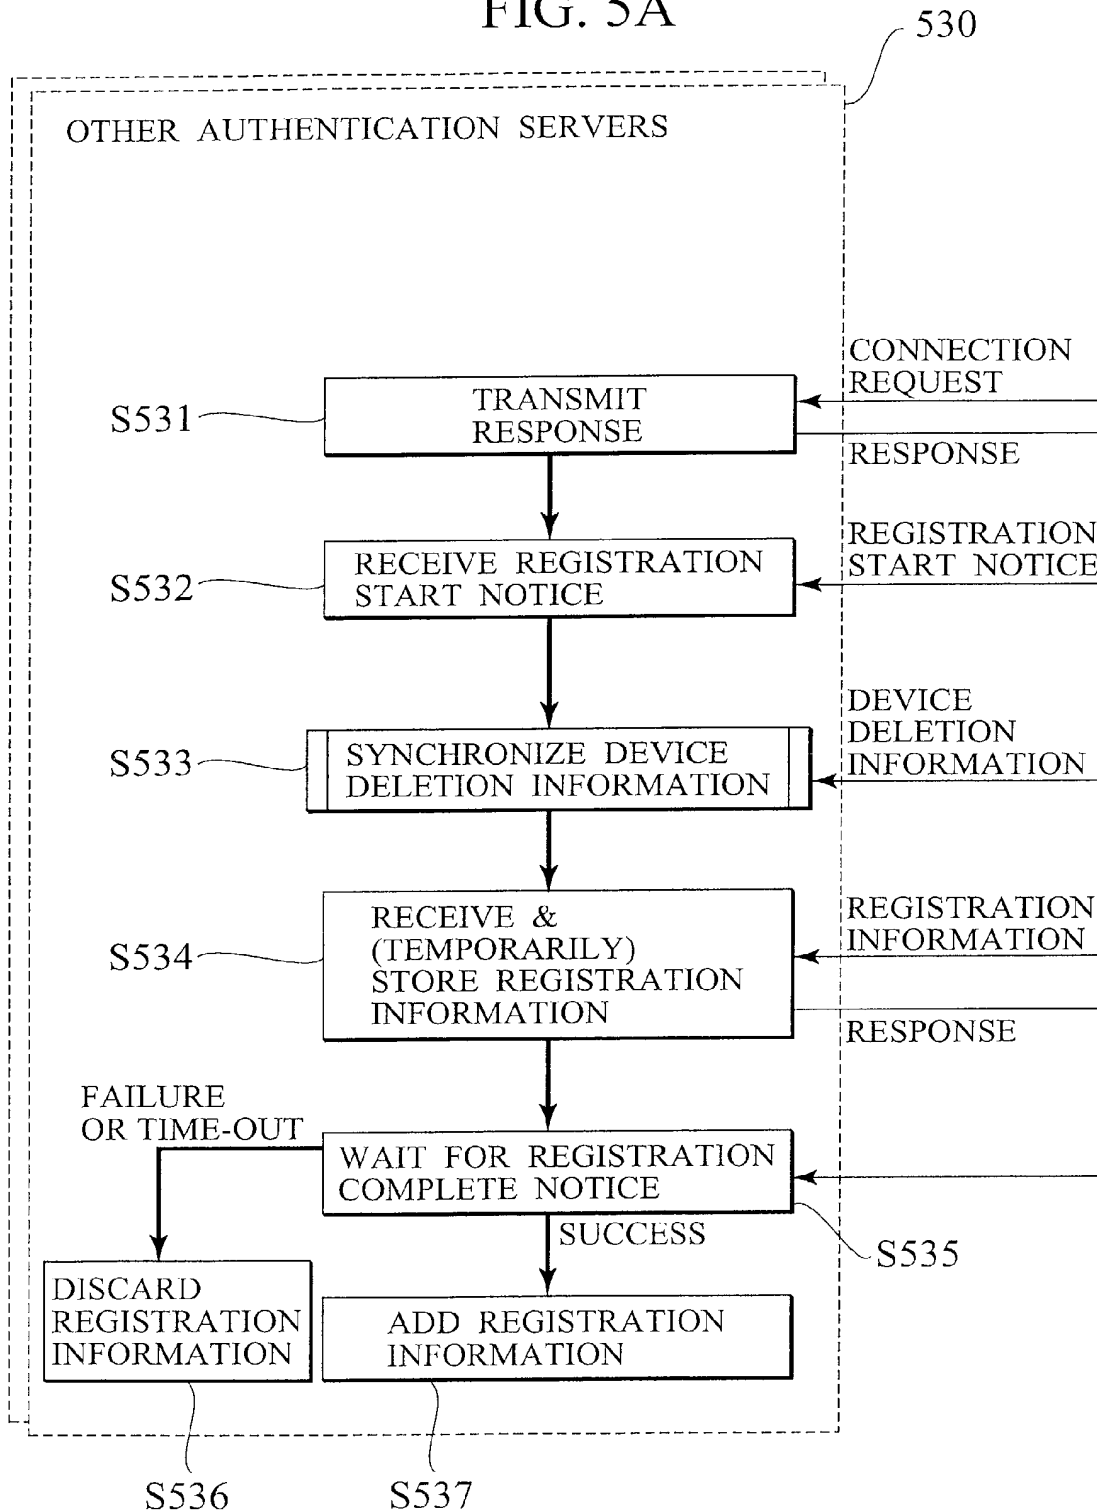 FIG. 5A
530
OTHER AUTHENTICATION SERVERS
CONNECTION
REQUEST
S531
TRANSMIT
RESPONSE
RESPONSE
REGISTRATION
START NOTICE
S532
RECEIVE REGISTRATION
START NOTICE
DEVICE
DELETION
INFORMATION
S533
SYNCHRONIZE DEVICE
DELETION INFORMATION
REGISTRATION
INFORMATION
S534
RECEIVE &
(TEMPORARILY)
STORE REGISTRATION
INFORMATION
RESPONSE
FAILURE
OR TIME-OUT
WAIT FOR REGISTRATION
COMPLETE NOTICE
SUCCESS
S535
DISCARD
REGISTRATION
INFORMATION
ADD REGISTRATION
INFORMATION
S536
S537